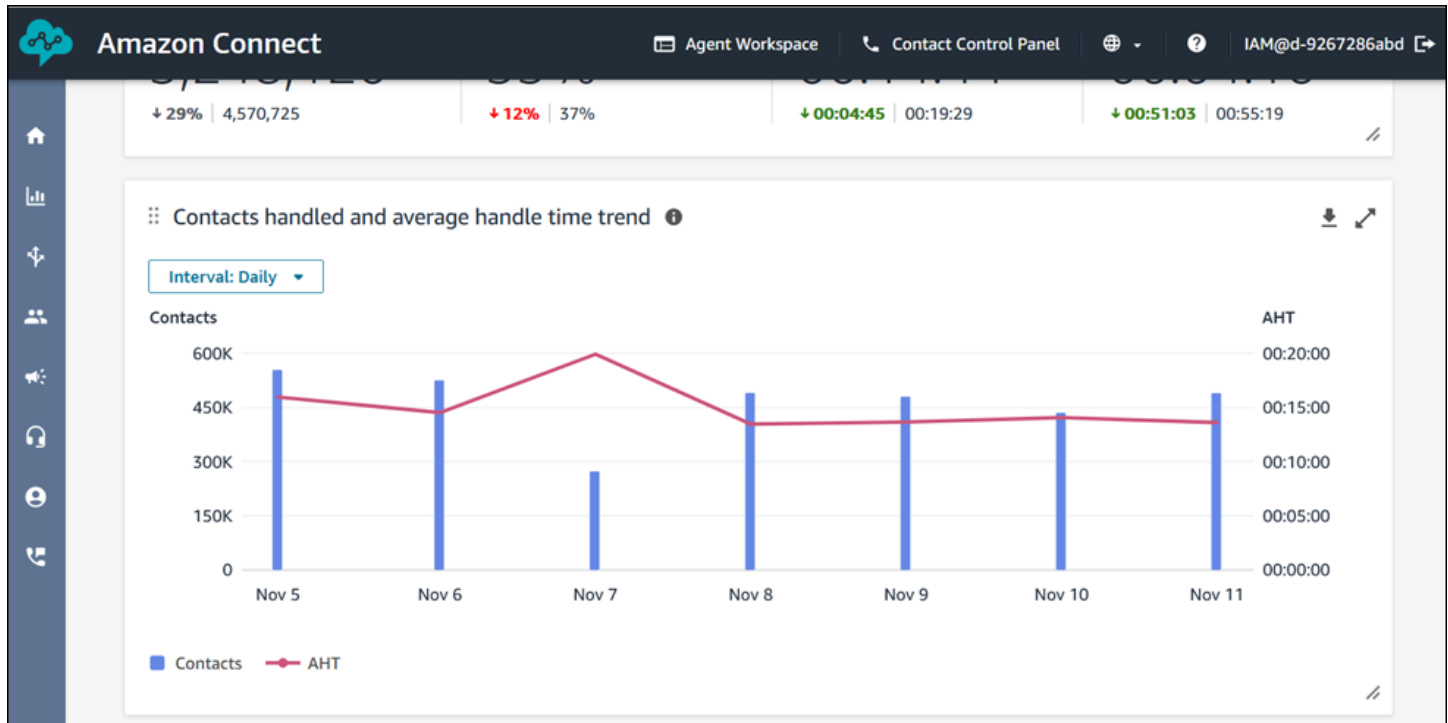 Amazon Connect
Agent Workspace
Contact Control Panel
?
IAM@d-9267286abd
↓ 29% | 4,570,725
↓ 12% | 37%
↓ 00:04:45 | 00:19:29
↓ 00:51:03 | 00:55:19
Contacts handled and average handle time trend
Interval: Daily
Contacts
AHT
600K
00:20:00
450K
00:15:00
300K
00:10:00
150K
00:05:00
0
00:00:00
Nov 5 Nov 6 Nov 7 Nov 8 Nov 9 Nov 10 Nov 11
Contacts AHT